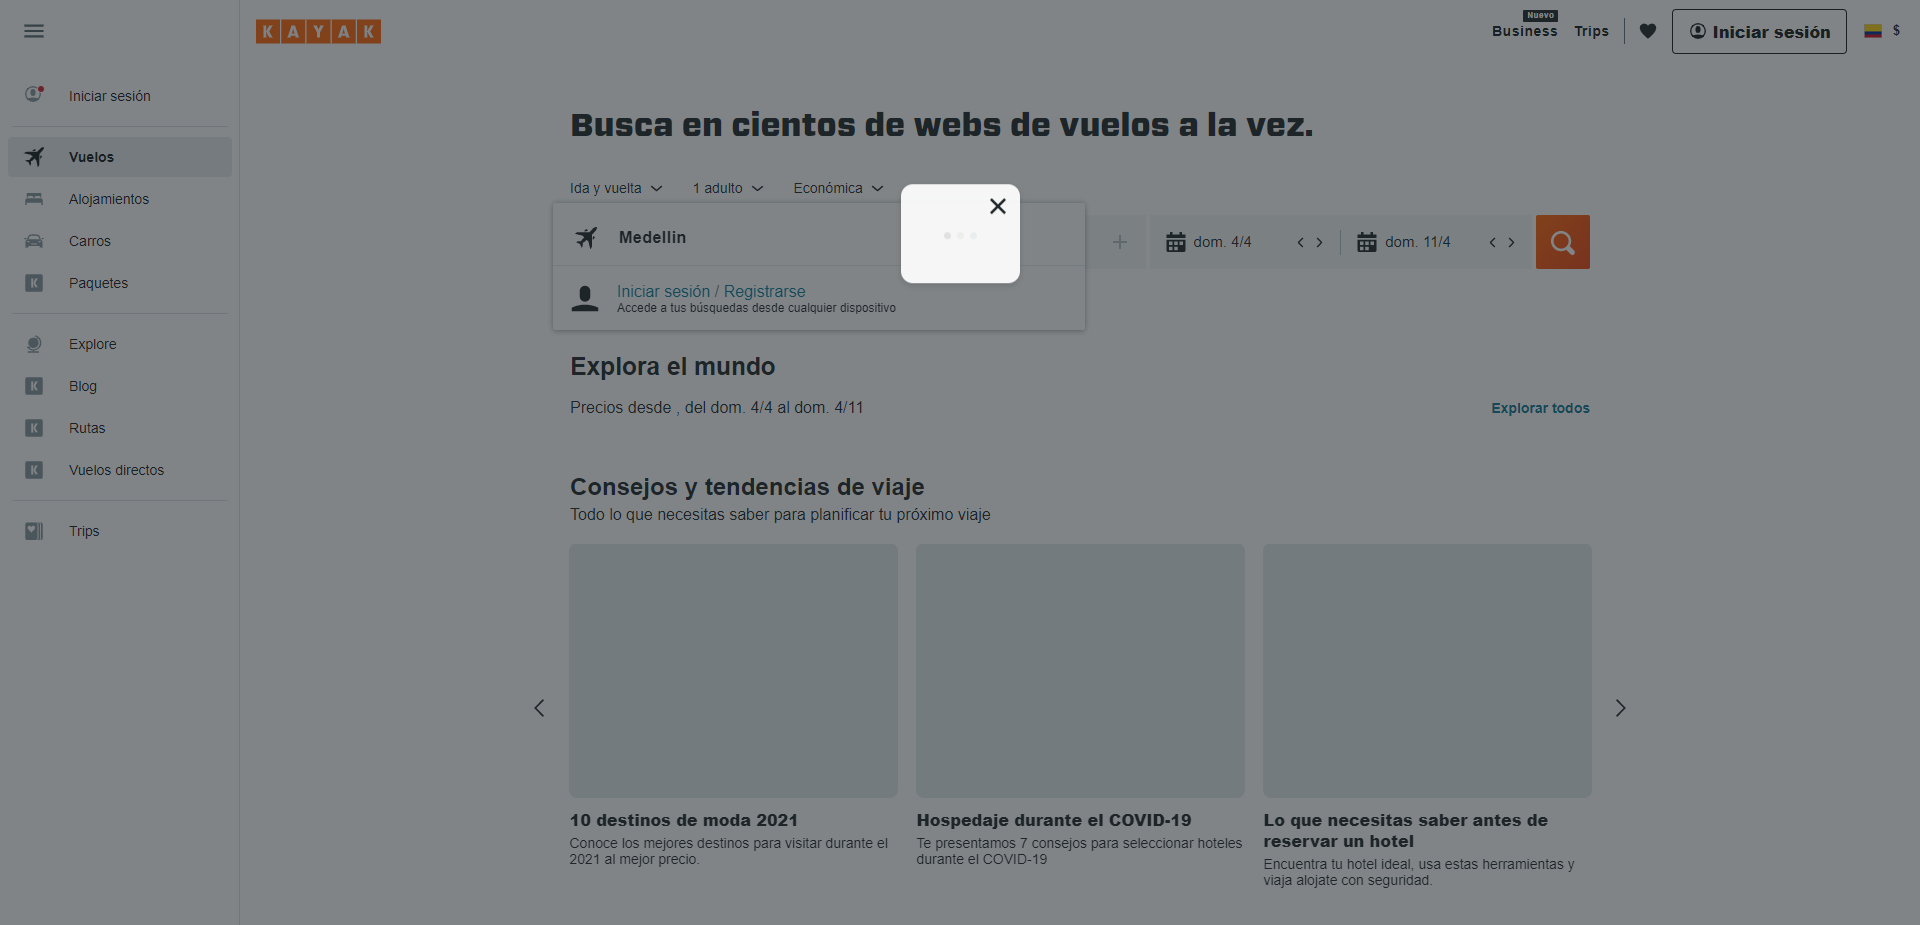 KAYAK
Nuevo
Business
Trips
Iniciar sesión
$
Iniciar sesión
Vuelos
Alojamientos
Carros
K Paquetes
Explore
K Blog
K Rutas
K Vuelos directos
Trips
Busca en cientos de webs de vuelos a la vez.
Ida y vuelta
1 adulto
Económica
Medellin
dom. 4/4
dom. 11/4
Iniciar sesión / Registrarse
Accede a tus búsquedas desde cualquier dispositivo
Explora el mundo
Precios desde , del dom. 4/4 al dom. 4/11
Explorar todos
Consejos y tendencias de viaje
Todo lo que necesitas saber para planificar tu próximo viaje
10 destinos de moda 2021
Conoce los mejores destinos para visitar durante el
2021 al mejor precio.
Hospedaje durante el COVID-19
Te presentamos 7 consejos para seleccionar hoteles
durante el COVID-19
Lo que necesitas saber antes de
reservar un hotel
Encuentra tu hotel ideal, usa estas herramientas y
viaja alojate con seguridad.